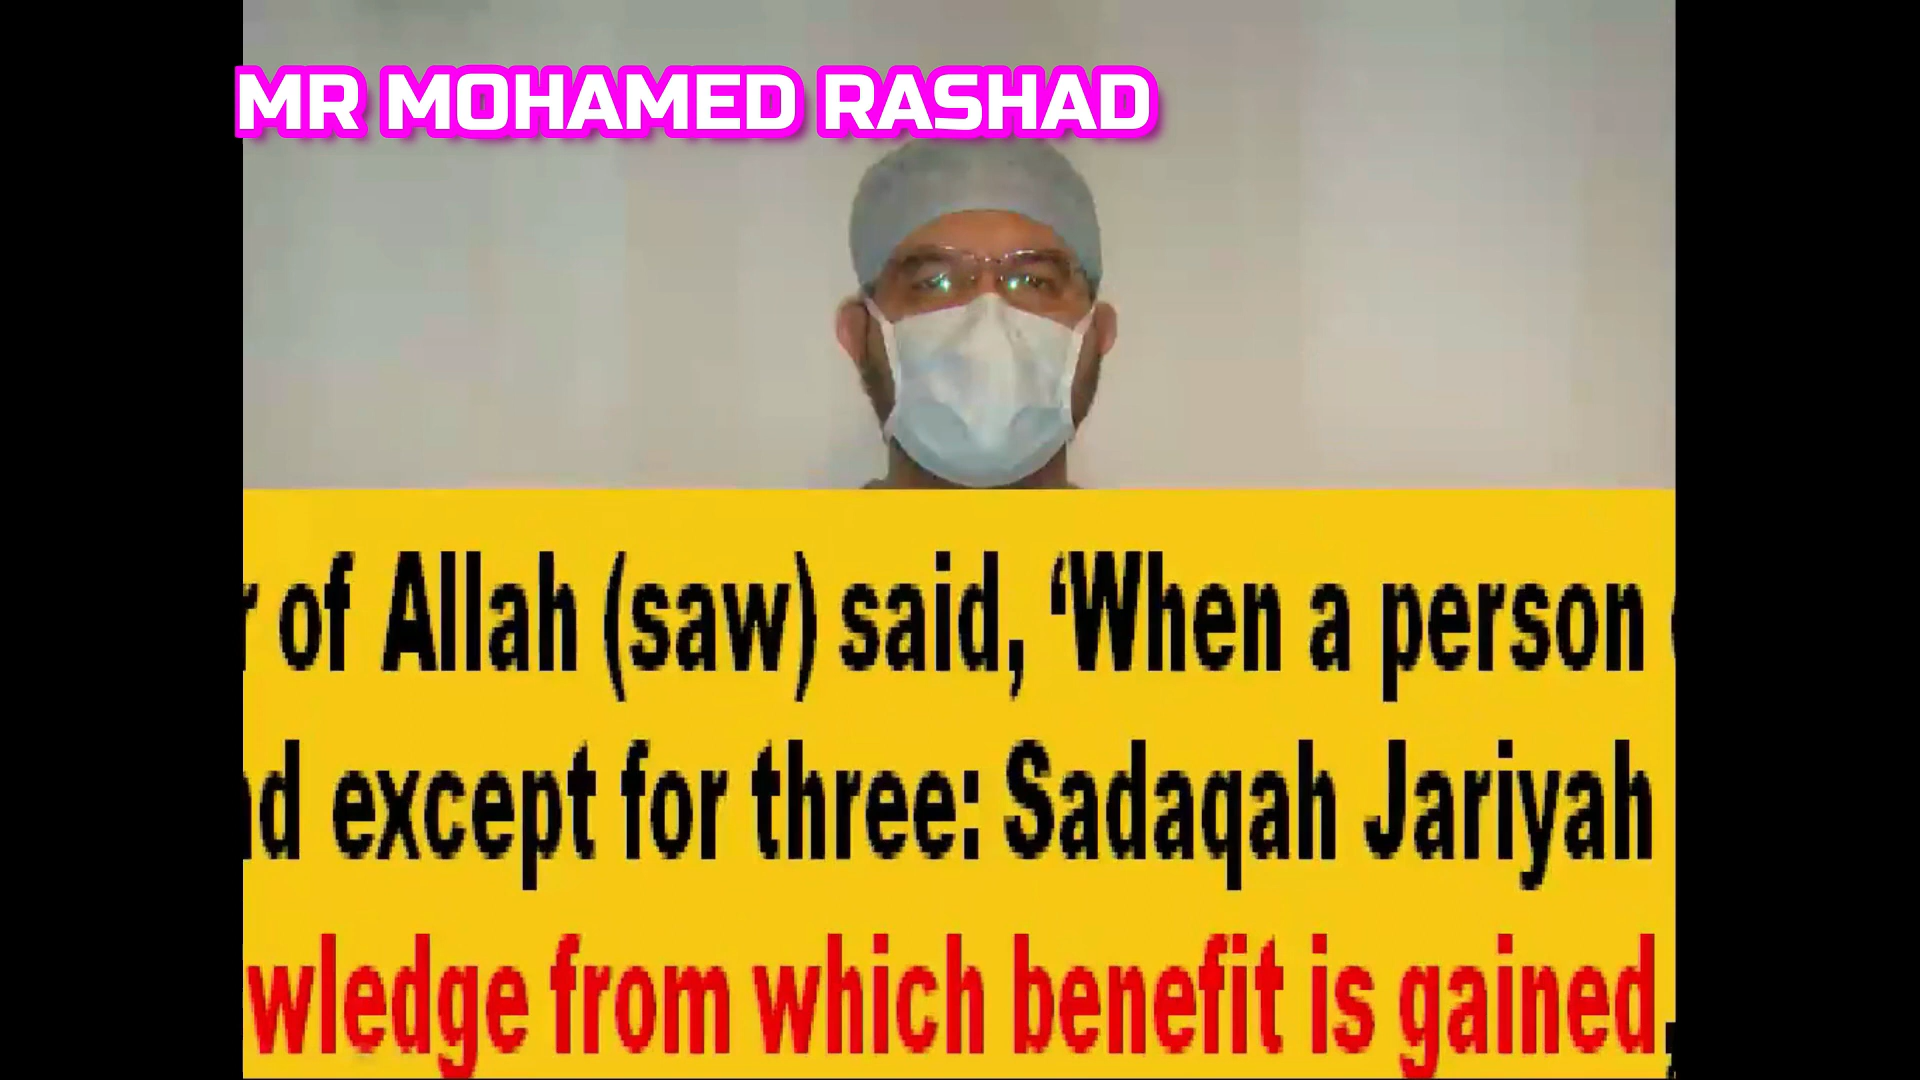 MR MOHAMED RASHAD
of Allah (saw) said, ‘When a person
except for three: Sadaqah Jariyah
wledge from which benefit is gained,